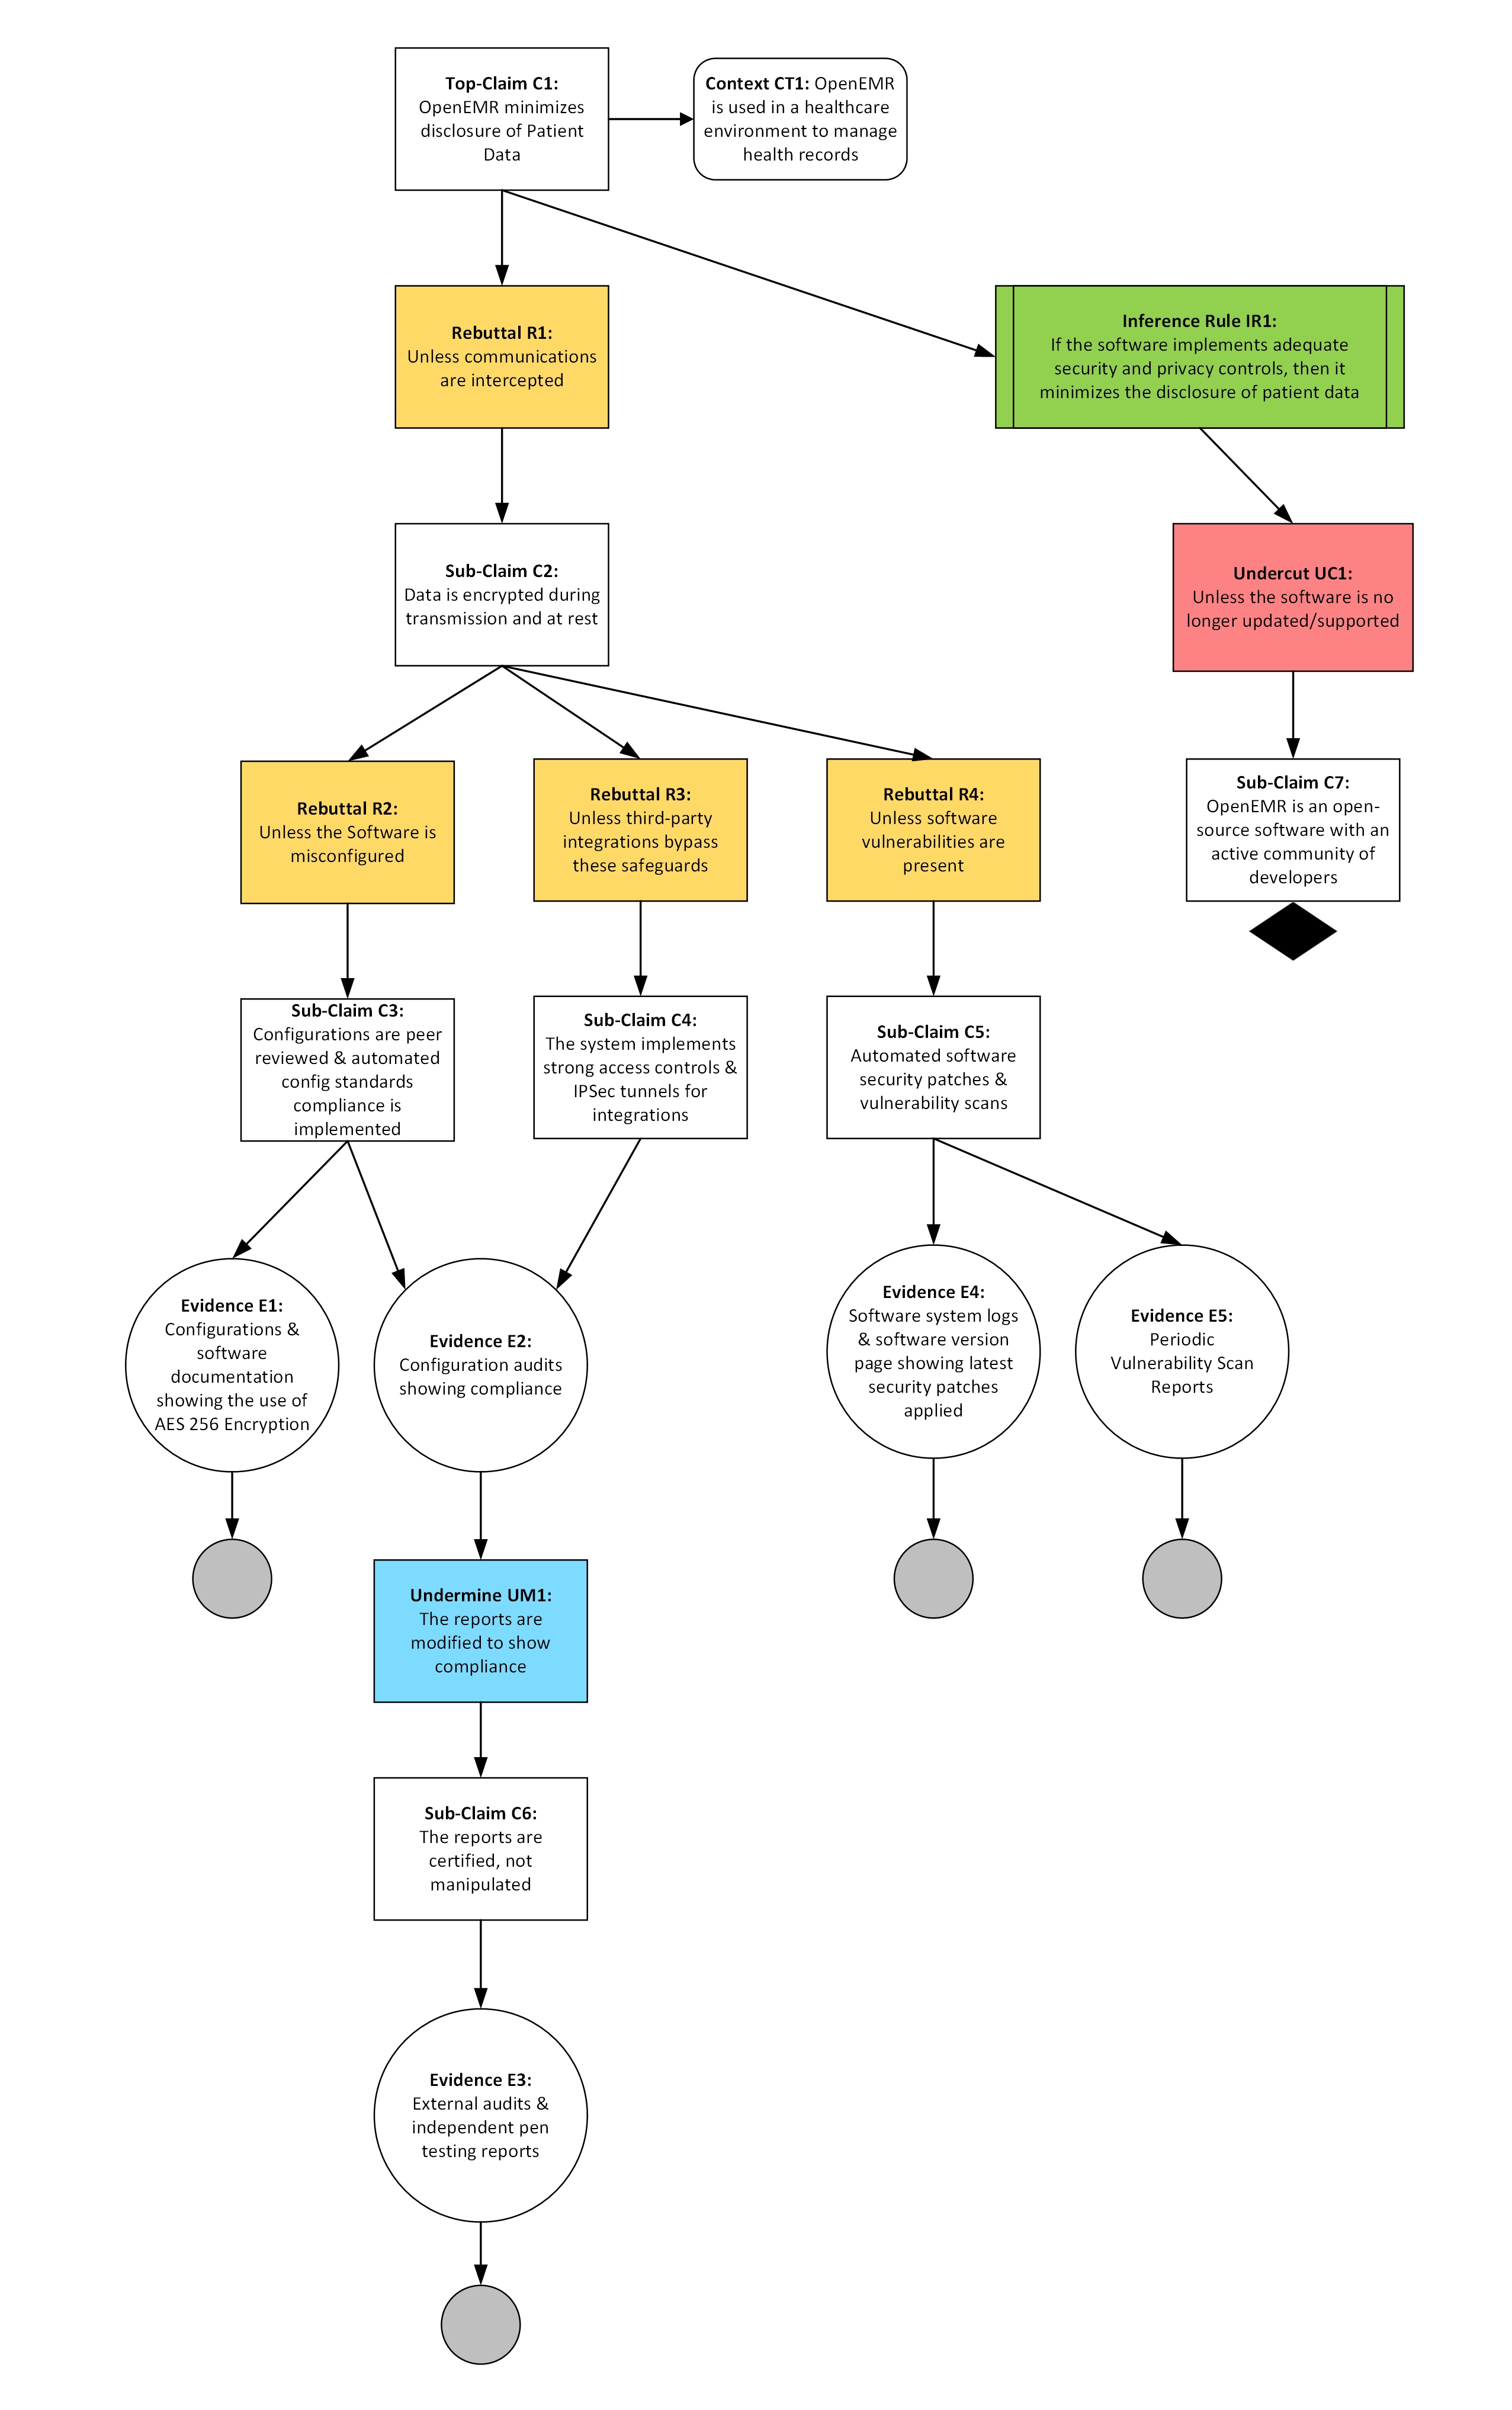 Top-Claim C1:
OpenEMR minimizes
disclosure of Patient
Data
Context CT1: OpenEMR
is used in a healthcare
environment to manage
health records
Rebuttal R1:
Unless communications
are intercepted
Inference Rule IR1:
If the software implements adequate
security and privacy controls, then it
minimizes the disclosure of patient data
Sub-Claim C2:
Data is encrypted during
transmission and at rest
Undercut UC1:
Unless the software is no
longer updated/supported
Rebuttal R2:
Unless the Software is
misconfigured
Rebuttal R3:
Unless third-party
integrations bypass
these safeguards
Rebuttal R4:
Unless software
vulnerabilities are
present
Sub-Claim C7:
OpenEMR is an open-
source software with an
active community of
developers
Sub-Claim C3:
Configurations are peer
reviewed & automated
config standards
compliance is
implemented
Sub-Claim C4:
The system implements
strong access controls &
IPSec tunnels for
integrations
Sub-Claim C5:
Automated software
security patches &
vulnerability scans
Evidence E1:
Configurations &
software
documentation
showing the use of
AES 256 Encryption
Evidence E2:
Configuration audits
showing compliance
Evidence E4:
Software system logs
& software version
page showing latest
security patches
applied
Evidence E5:
Periodic
Vulnerability Scan
Reports
Undermine UM1:
The reports are
modified to show
compliance
Sub-Claim C6:
The reports are
certified, not
manipulated
Evidence E3:
External audits &
independent pen
testing reports